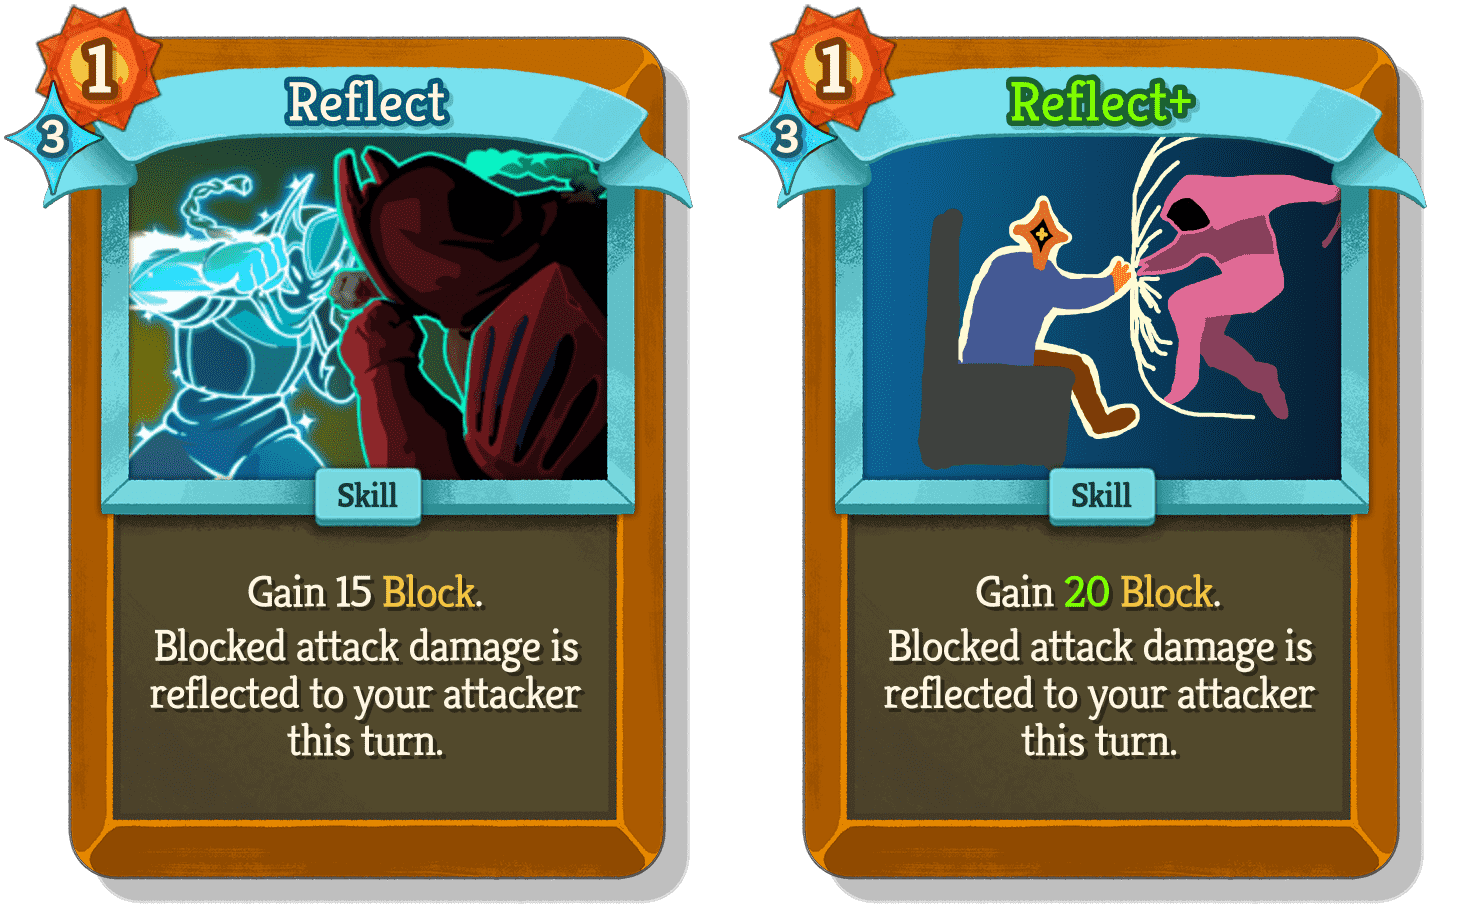 1
3
Reflect
Skill
Gain 15 Block.
Blocked attack damage is
reflected to your attacker
this turn.
1
3
Reflect+
Skill
Gain 20 Block.
Blocked attack damage is
reflected to your attacker
this turn.